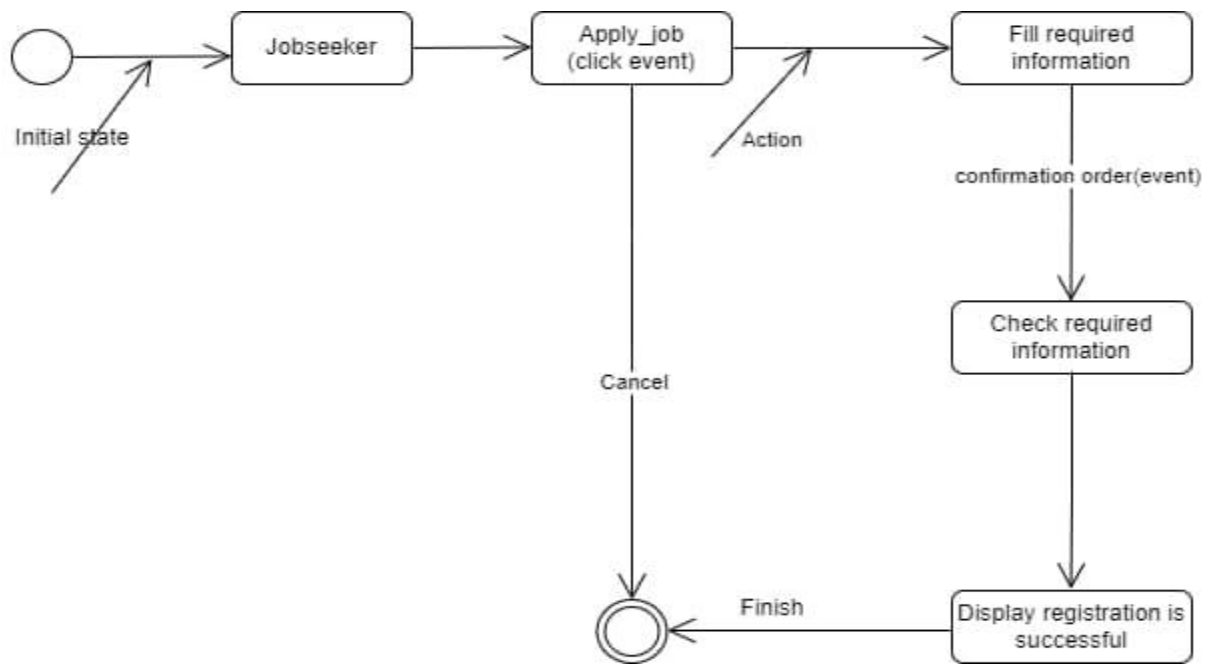 Jobseeker
Apply_job
(click event)
Fill required
information
Initial state
Action
confirmation order(event)
Check required
information
Cancel
Finish
Display registration is
successful